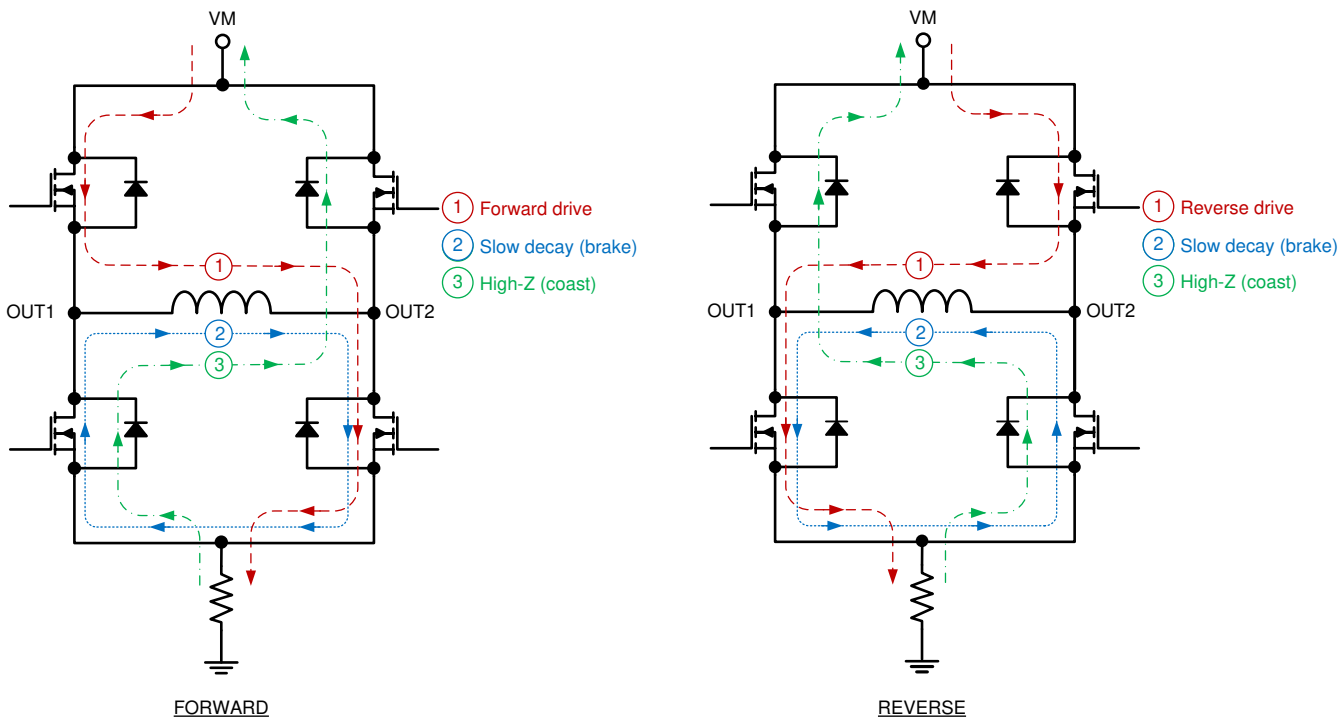 VM
1 Forward drive
2 Slow decay (brake)
3 High-Z (coast)
1
OUT1
OUT2
2
3
FORWARD
VM
1 Reverse drive
2 Slow decay (brake)
3 High-Z (coast)
1
OUT1
OUT2
2
3
REVERSE